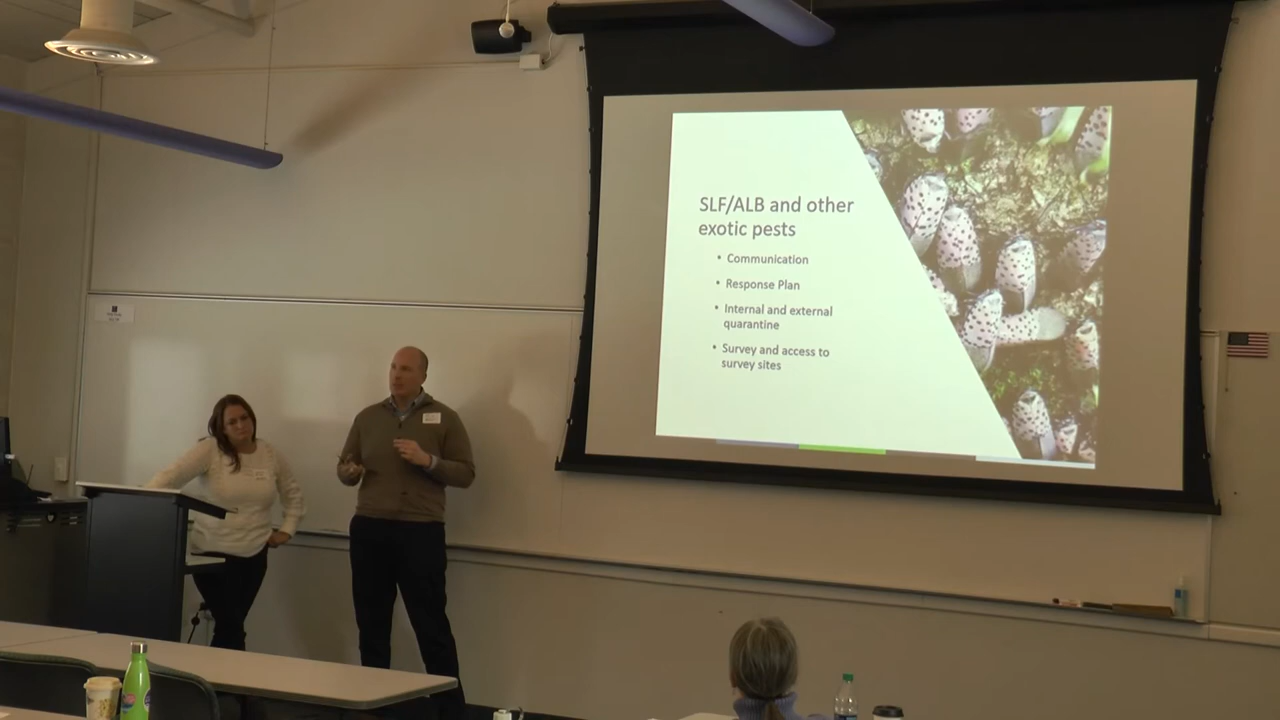 SLF/ALB and other
exotic pests
• Communication
• Response Plan
• Internal and external
quarantine
• Survey and access to
survey sites